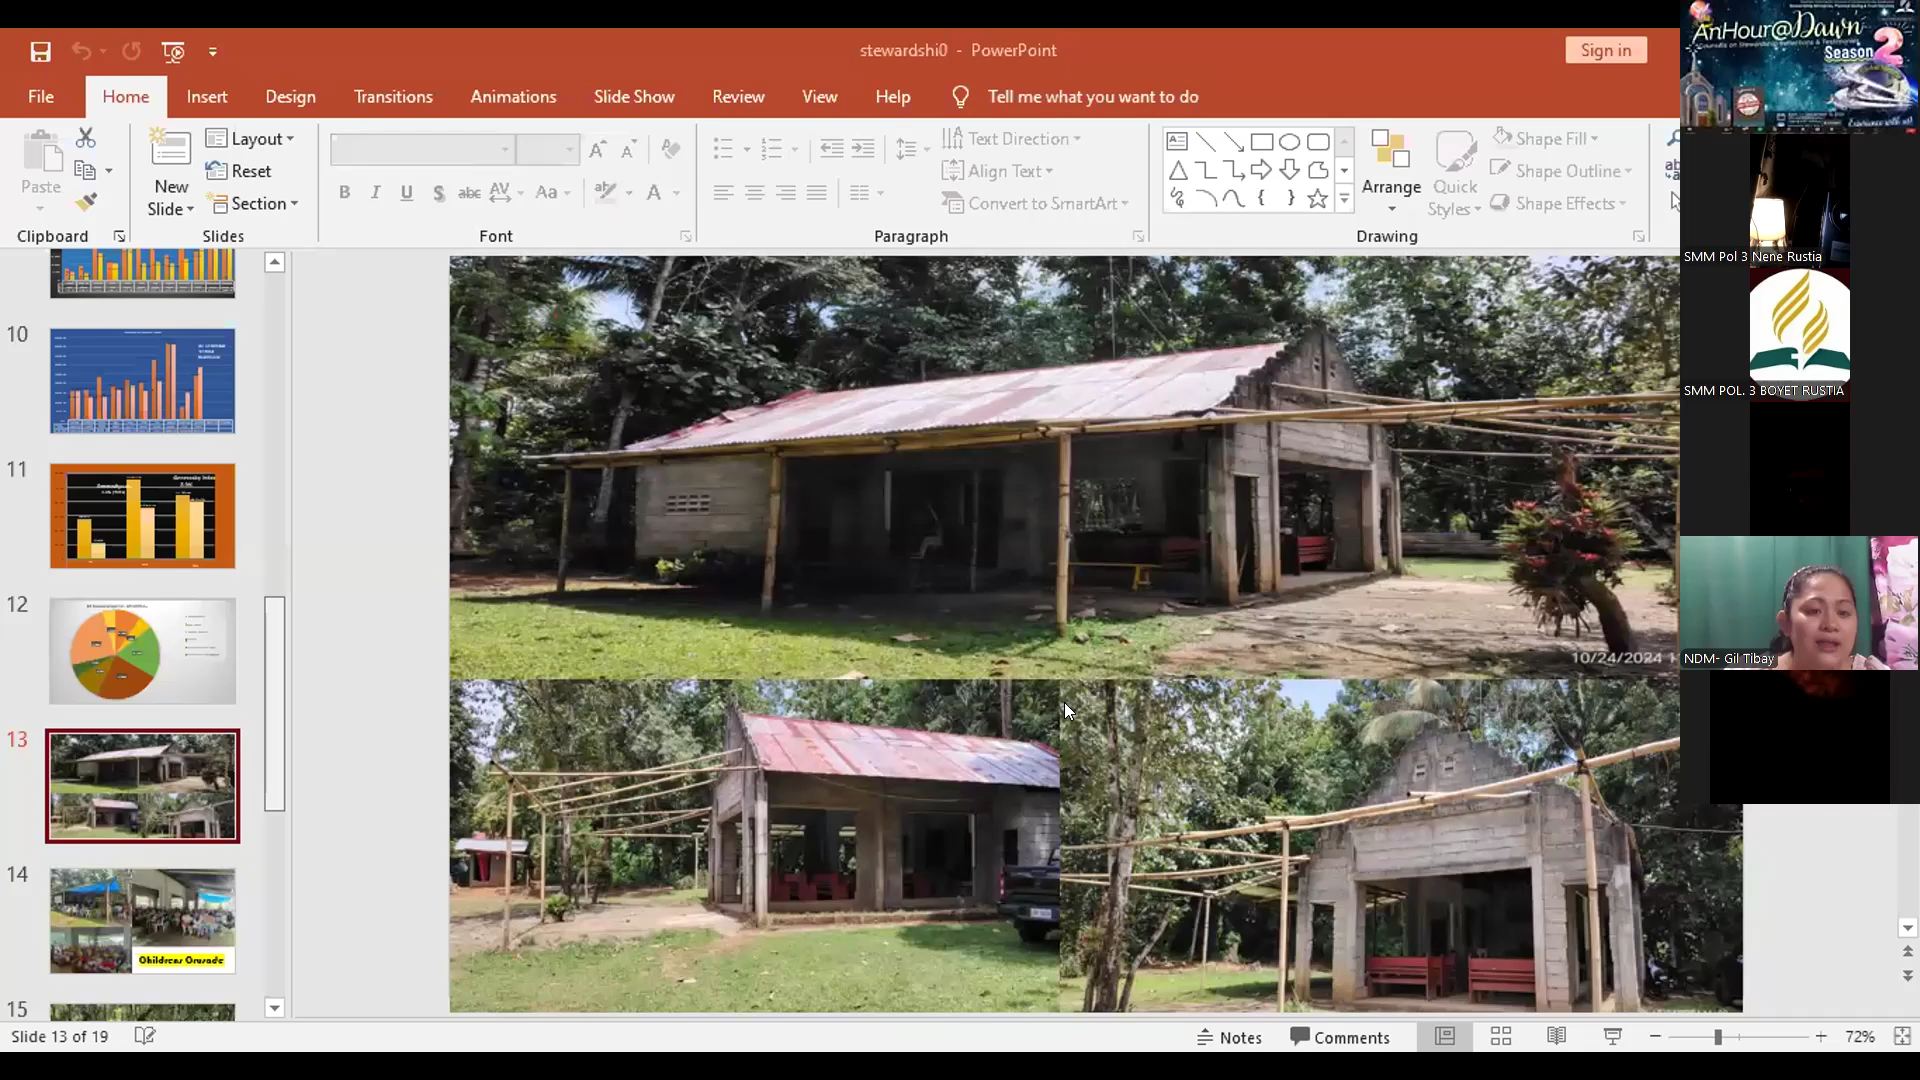 stewardshi0 - PowerPoint
Sign in
File Home Insert Design Transitions Animations Slide Show Review View Help Tell me what you want to do
Paste
New
Slide
Layout
Reset
Section
Text Direction
Align Text
Convert to SmartArt
Arrange
Quick
Styles
Shape Fill
Shape Outline
Shape Effects
Clipboard Slides Font Paragraph Drawing
10
11
12
13
14
Childrens Crusade
15
10/24/2024
AnHour@Dawn
Season 2
SMM Pol 3 Nene Rustia
SMM POL. 3 BOYET RUSTIA
NDM- Gil Tibay
Slide 13 of 19
Notes Comments 72%